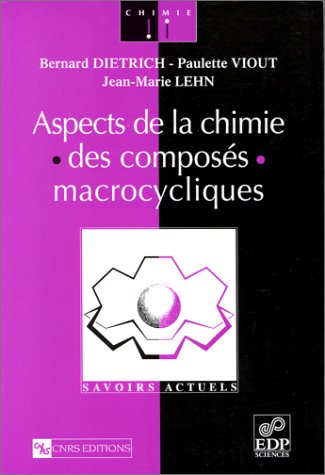 CHIMIE
Bernard DIETRICH - Paulette VIOUT
Jean-Marie LEHN
Aspects de la chimie
• des composés •
macrocycliques
SAVOIRS ACTUELS
CNRS
CNRS EDITIONS
EDP
SCIENCES